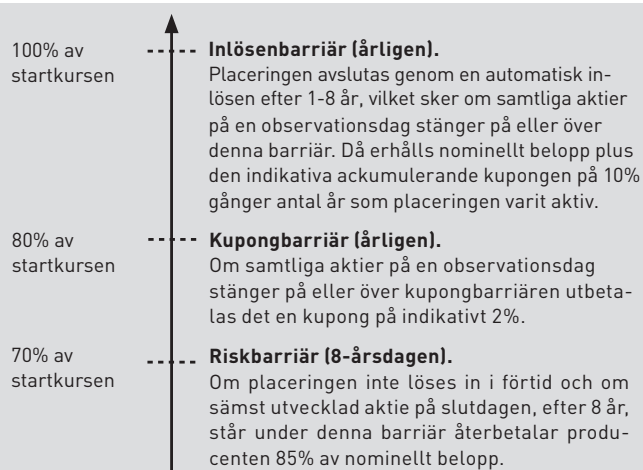 100% av
startkursen
Inlösenbarriär (årligen).
Placeringen avslutas genom en automatisk in-
lösen efter 1-8 år, vilket sker om samtliga aktier
på en observationsdag stänger på eller över
denna barriär. Då erhålls nominellt belopp plus
den indikativa ackumulerande kupongen på 10%
gånger antal år som placeringen varit aktiv.
80% av
startkursen
Kupongbarriär (årligen).
Om samtliga aktier på en observationsdag
stänger på eller över kupongbarriären utbeta-
las det en kupong på indikativt 2%.
70% av
startkursen
Riskbarriär (8-årsdagen).
Om placeringen inte löses in i förtid och om
sämst utvecklad aktie på slutdagen, efter 8 år,
står under denna barriär återbetalar produ-
centen 85% av nominellt belopp.